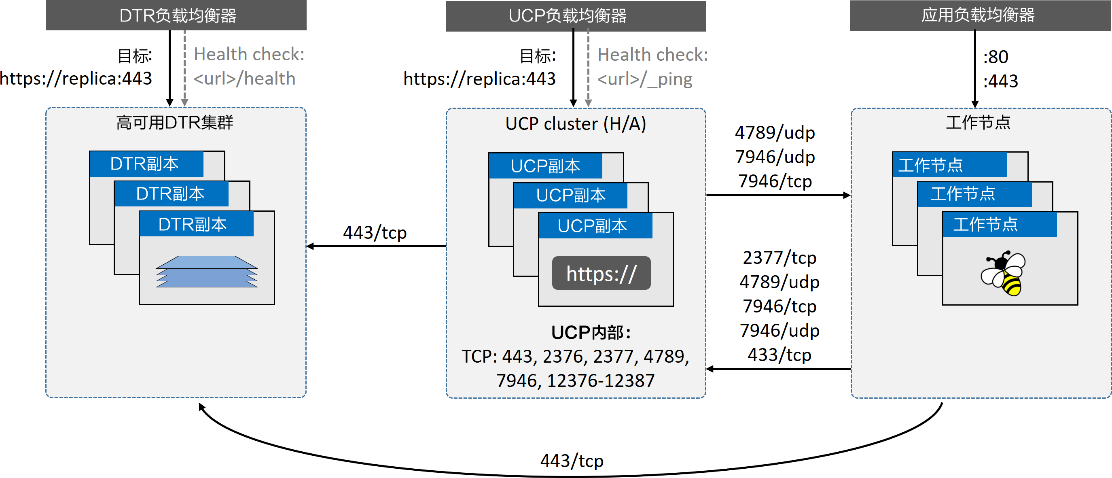 DTR负载均衡器
UCP负载均衡器
应用负载均衡器
目标:
https://replica:443
Health check:
<url>/health
目标:
https://replica:443
Health check:
<url>/_ping
:80
:443
高可用DTR集群
DTR副本
DTR副本
DTR副本
443/tcp
UCP cluster (H/A)
UCP副本
UCP副本
UCP副本
https://
UCP内部:
TCP: 443, 2376, 2377, 4789,
7946, 12376-12387
4789/udp
7946/udp
7946/tcp
2377/tcp
4789/udp
7946/tcp
7946/udp
433/tcp
工作节点
工作节点
工作节点
工作节点
443/tcp